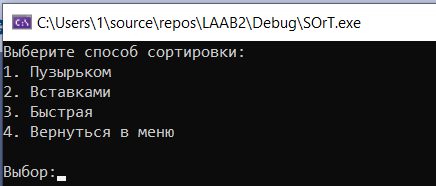 C:\Users\1\source\repos\LAAB2\Debug\SOrT.exe
Выберите способ сортировки:
1. Пузырьком
2. Вставками
3. Быстрая
4. Вернуться в меню
Выбор: